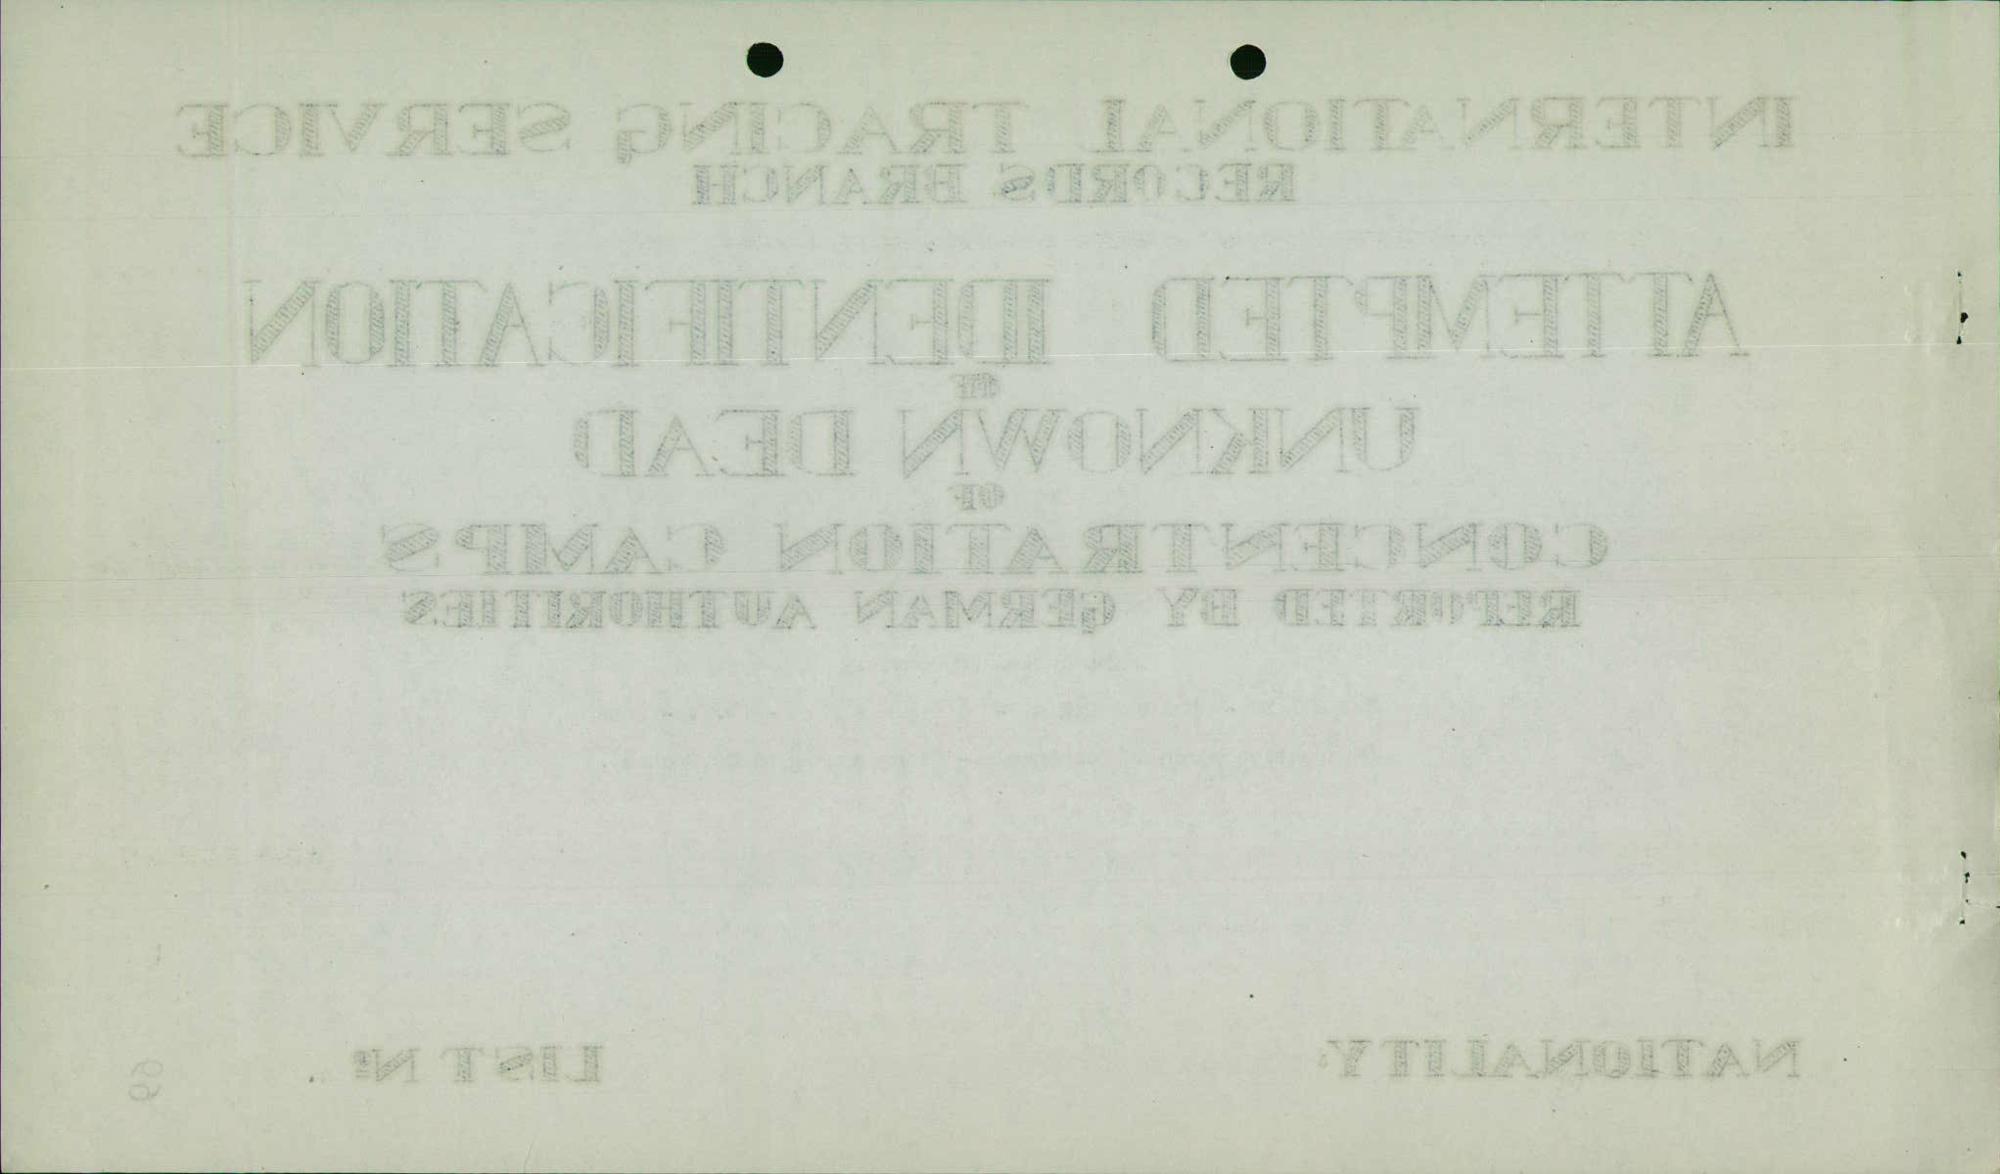 INTERNATIONAL TRACING SERVICE
RECORDS BRANCH
ATTEMPTED IDENTIFICATION
OF
UNKNOWN DEAD
OF
CONCENTRATION CAMPS
REPORTED BY GERMAN AUTHORITIES
NATIONALITY: LIST Nº
69